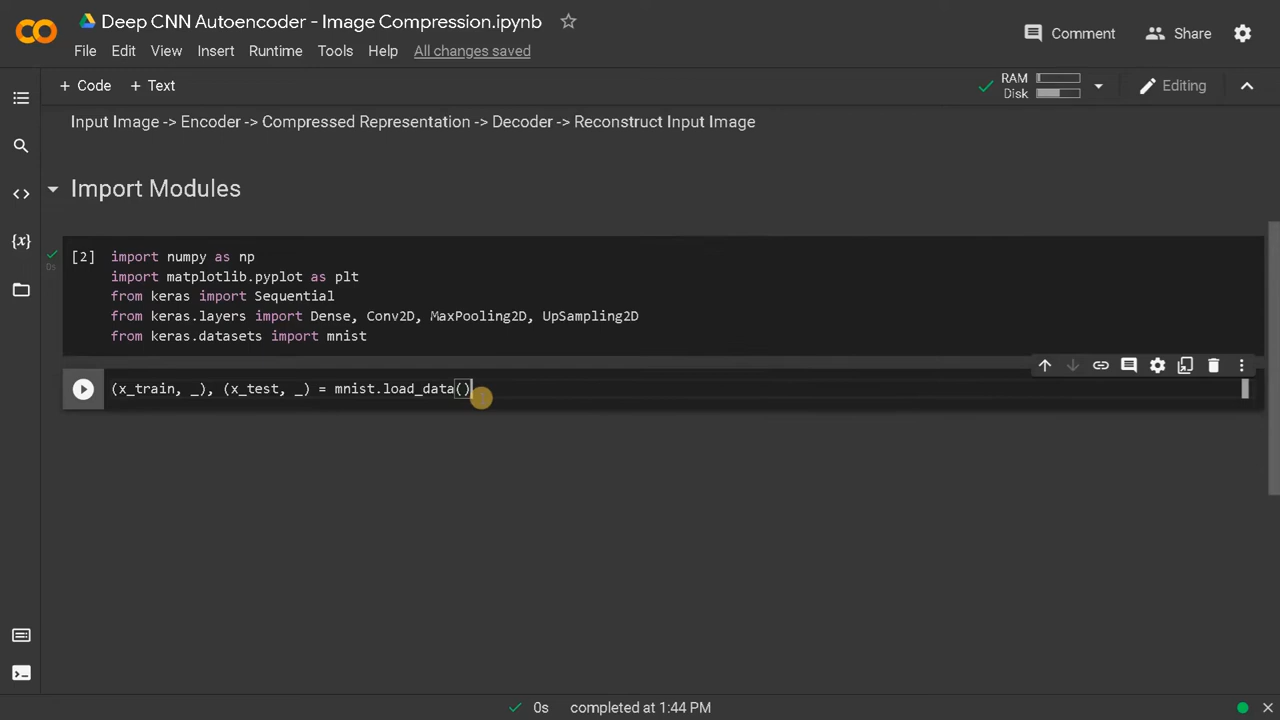 Deep CNN Autoencoder - Image Compression.ipynb
File Edit View Insert Runtime Tools Help All changes saved
Comment Share
+ Code + Text
RAM
Disk
Editing
Input Image -> Encoder -> Compressed Representation -> Decoder -> Reconstruct Input Image
Import Modules
[2] import numpy as np
0s
import matplotlib.pyplot as plt
from keras import Sequential
from keras.layers import Dense, Conv2D, MaxPooling2D, UpSampling2D
from keras.datasets import mnist
(x_train, _), (x_test, _) = mnist.load_data()
{x}
0s completed at 1:44 PM